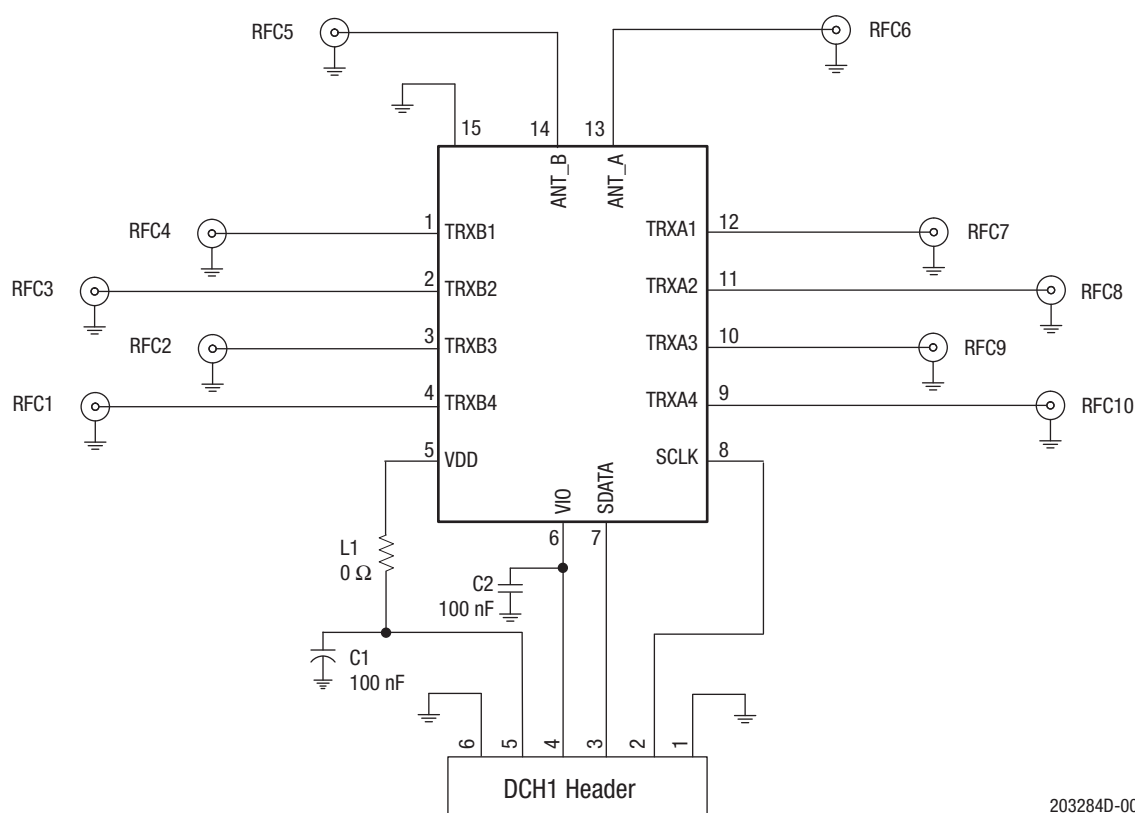 RFC5
RFC6
15
14
13
ANT_B
ANT_A
RFC4
1
TRXB1
TRXA1
12
RFC7
RFC3
2
TRXB2
TRXA2
11
RFC8
RFC2
3
TRXB3
TRXA3
10
RFC9
RFC1
4
TRXB4
TRXA4
9
RFC10
5
VDD
SCLK
8
VIO
SDATA
6
7
L1
0 Ω
C2
100 nF
C1
100 nF
6
5
4
3
2
1
DCH1 Header
203284D-00